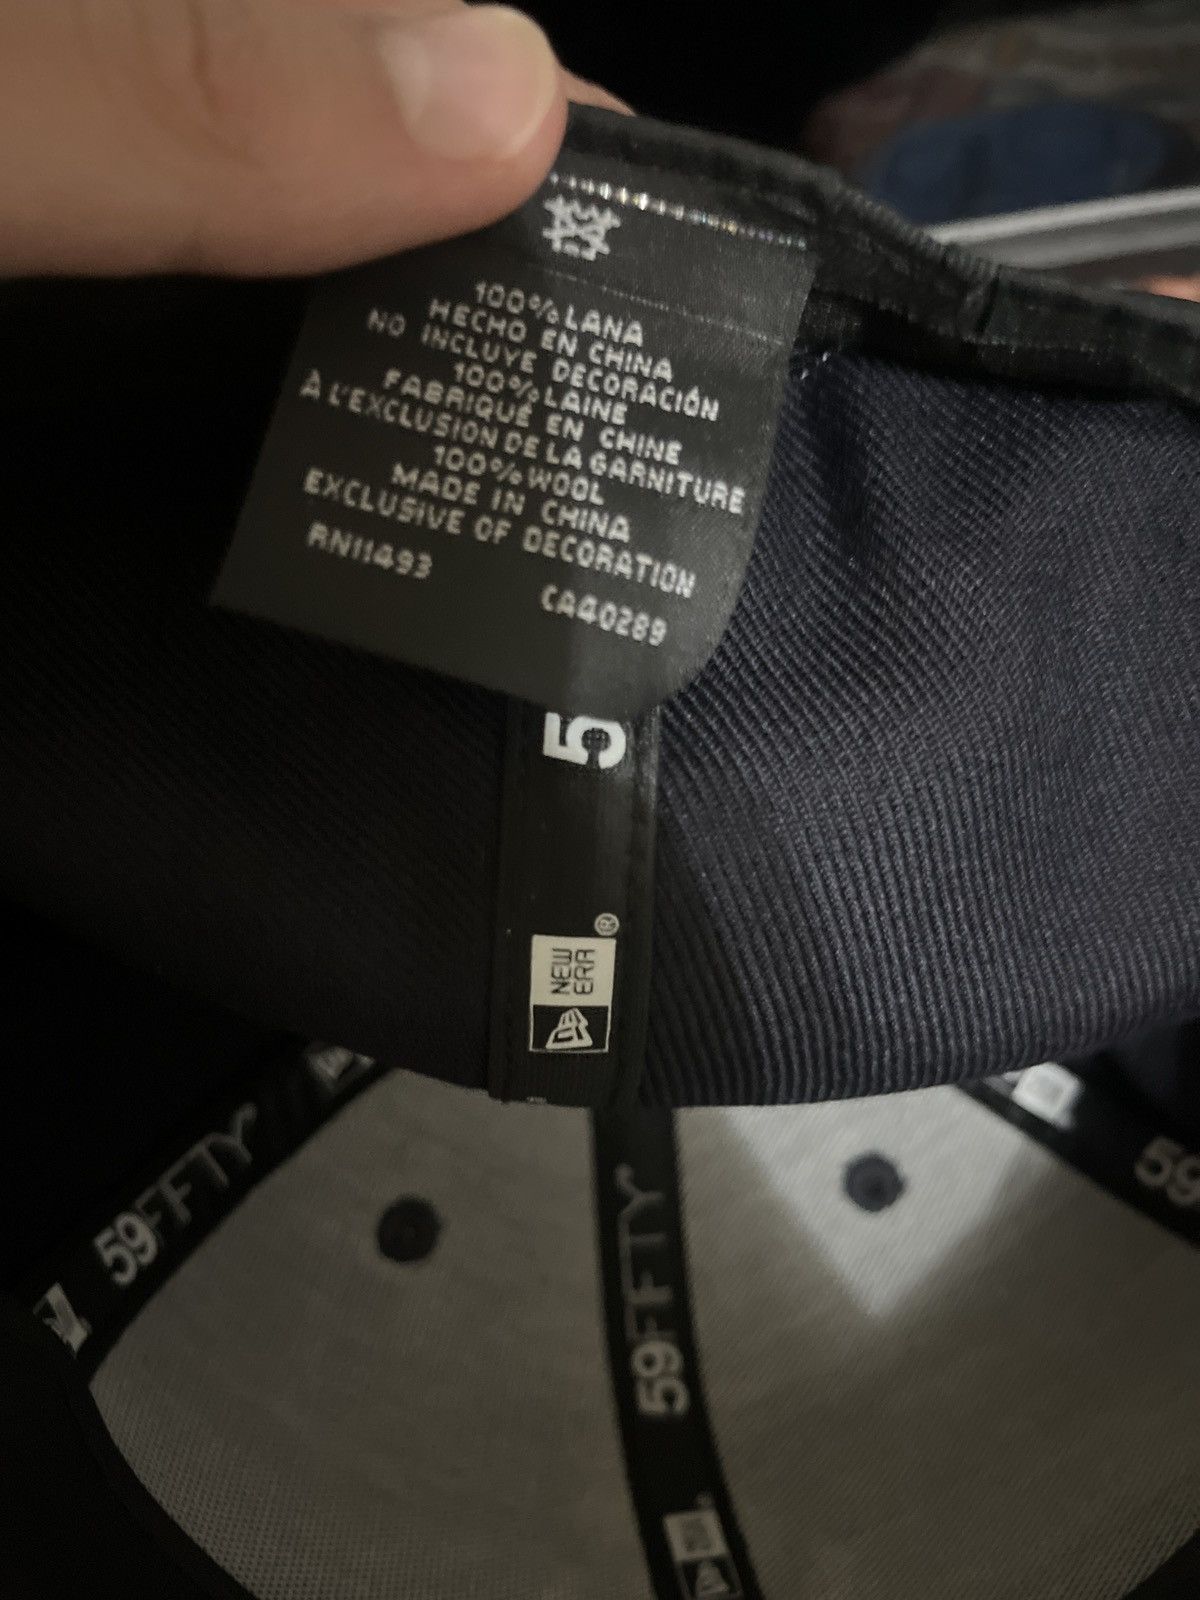 100% LANA
HECHO EN CHINA
NO INCLUYE DECORACIÓN
100% LAINE
FABRIQUÉ EN CHINE
À L'EXCLUSION DE LA GARNITURE
100% WOOL
MADE IN CHINA
EXCLUSIVE OF DECORATION
RN11493 CA40289
5
NEW ERA ®
59FIFTY
59FIFTY
59